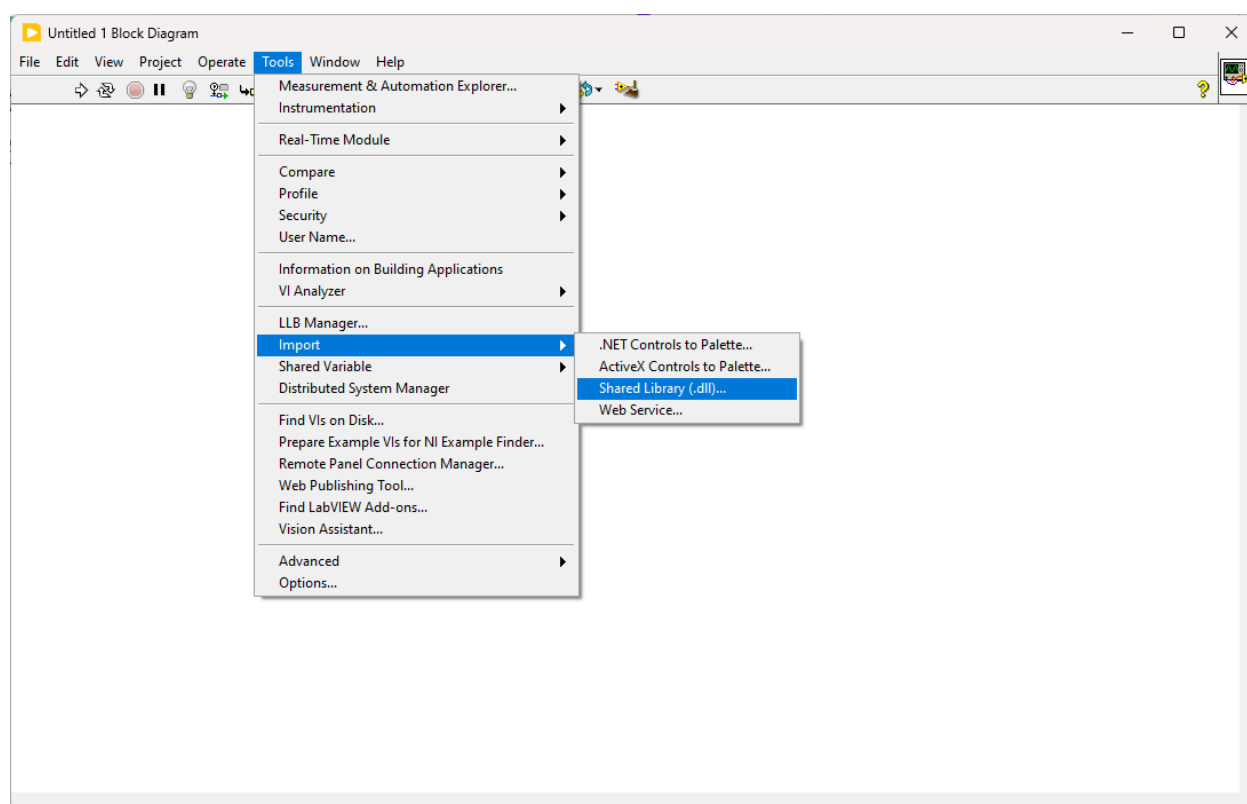 Untitled 1 Block Diagram
File Edit View Project Operate Tools Window Help
Measurement & Automation Explorer...
Instrumentation
Real-Time Module
Compare
Profile
Security
User Name...
Information on Building Applications
VI Analyzer
LLB Manager...
Import
Shared Variable
Distributed System Manager
Find VIs on Disk...
Prepare Example VIs for NI Example Finder...
Remote Panel Connection Manager...
Web Publishing Tool...
Find LabVIEW Add-ons...
Vision Assistant...
Advanced
Options...
.NET Controls to Palette...
ActiveX Controls to Palette...
Shared Library (.dll)...
Web Service...